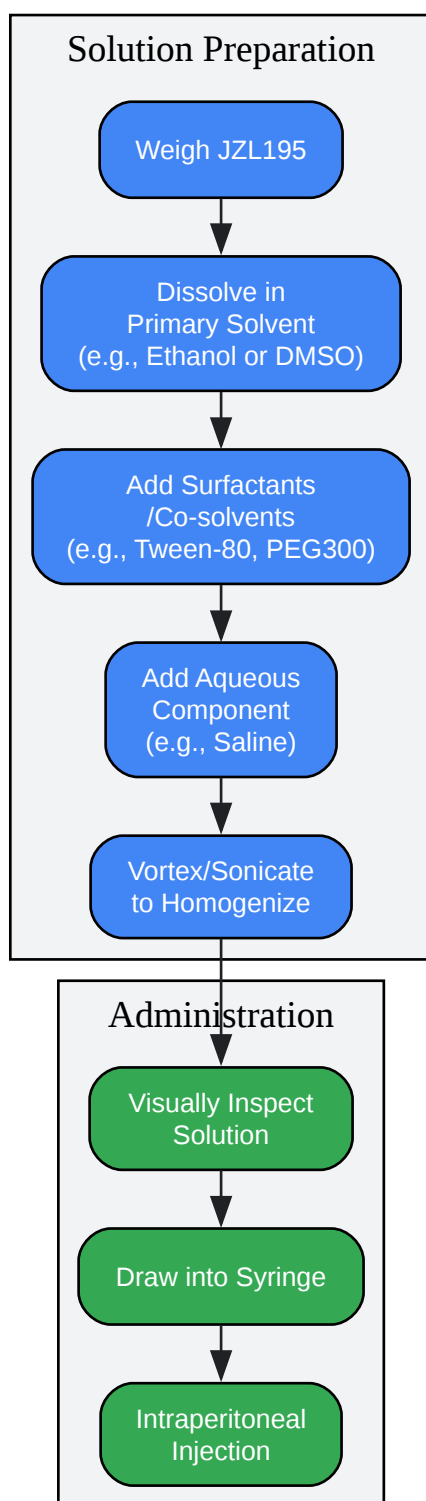 Solution Preparation
Weigh JZL195
Dissolve in
Primary Solvent
(e.g., Ethanol or DMSO)
Add Surfactants
/Co-solvents
(e.g., Tween-80, PEG300)
Add Aqueous
Component
(e.g., Saline)
Vortex/Sonicate
to Homogenize
Administration
Visually Inspect
Solution
Draw into Syringe
Intraperitoneal
Injection